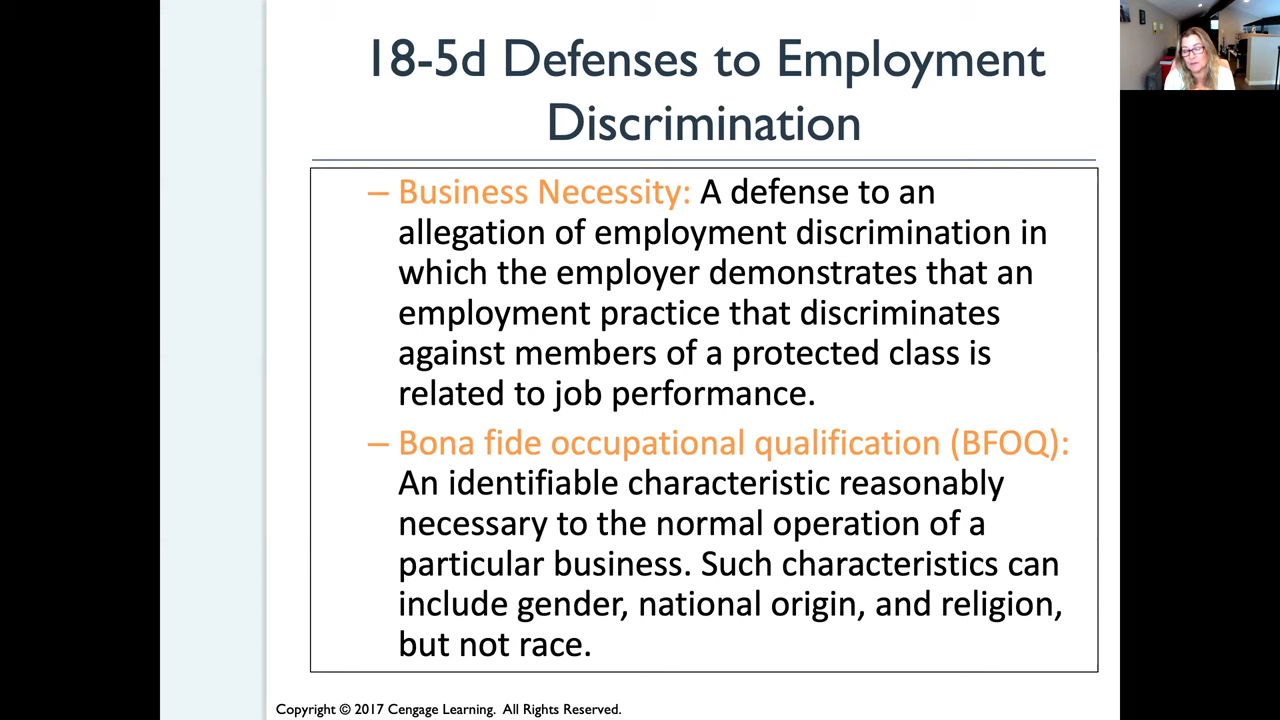 18-5d Defenses to Employment
Discrimination
– Business Necessity: A defense to an
allegation of employment discrimination in
which the employer demonstrates that an
employment practice that discriminates
against members of a protected class is
related to job performance.
– Bona fide occupational qualification (BFOQ):
An identifiable characteristic reasonably
necessary to the normal operation of a
particular business. Such characteristics can
include gender, national origin, and religion,
but not race.
Copyright © 2017 Cengage Learning. All Rights Reserved.